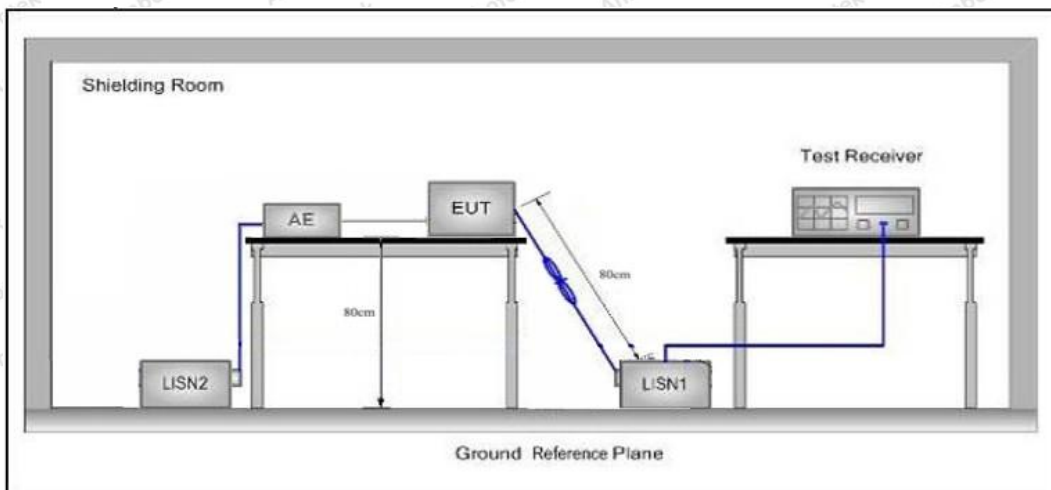 Shielding Room
Test Receiver
EUT
AE
80cm
80cm
LISN2
LISN1
Ground Reference Plane